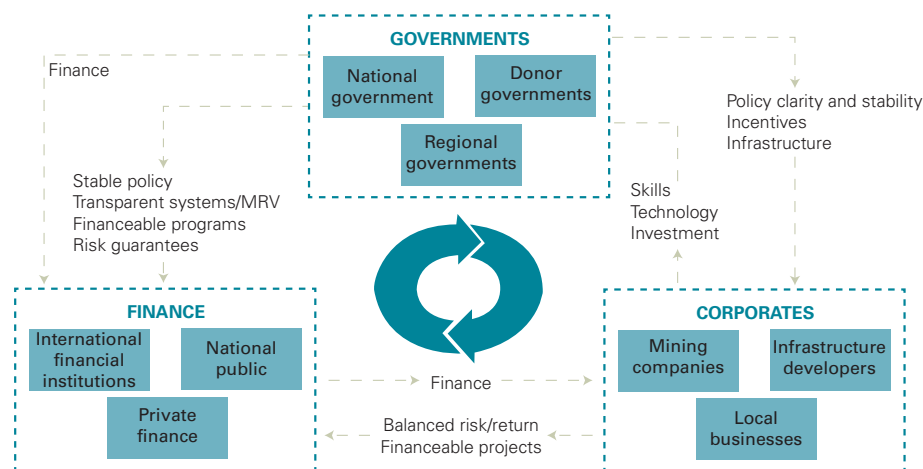 GOVERNMENTS
National
government
Donor
governments
Regional
governments
Finance
Stable policy
Transparent systems/MRV
Financeable programs
Risk guarantees
Policy clarity and stability
Incentives
Infrastructure
Skills
Technology
Investment
FINANCE
International
financial
institutions
National
public
Private
finance
Finance
Balanced risk/return
Financeable projects
CORPORATES
Mining
companies
Infrastructure
developers
Local
businesses